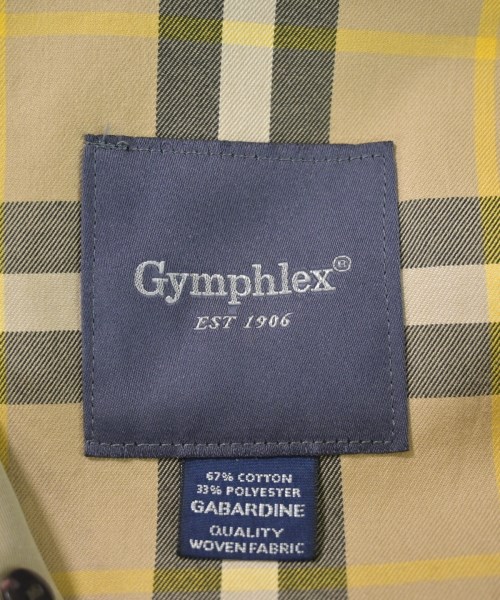 Gymphlex®
EST 1906
67% COTTON
33% POLYESTER
GABARDINE
QUALITY
WOVEN FABRIC